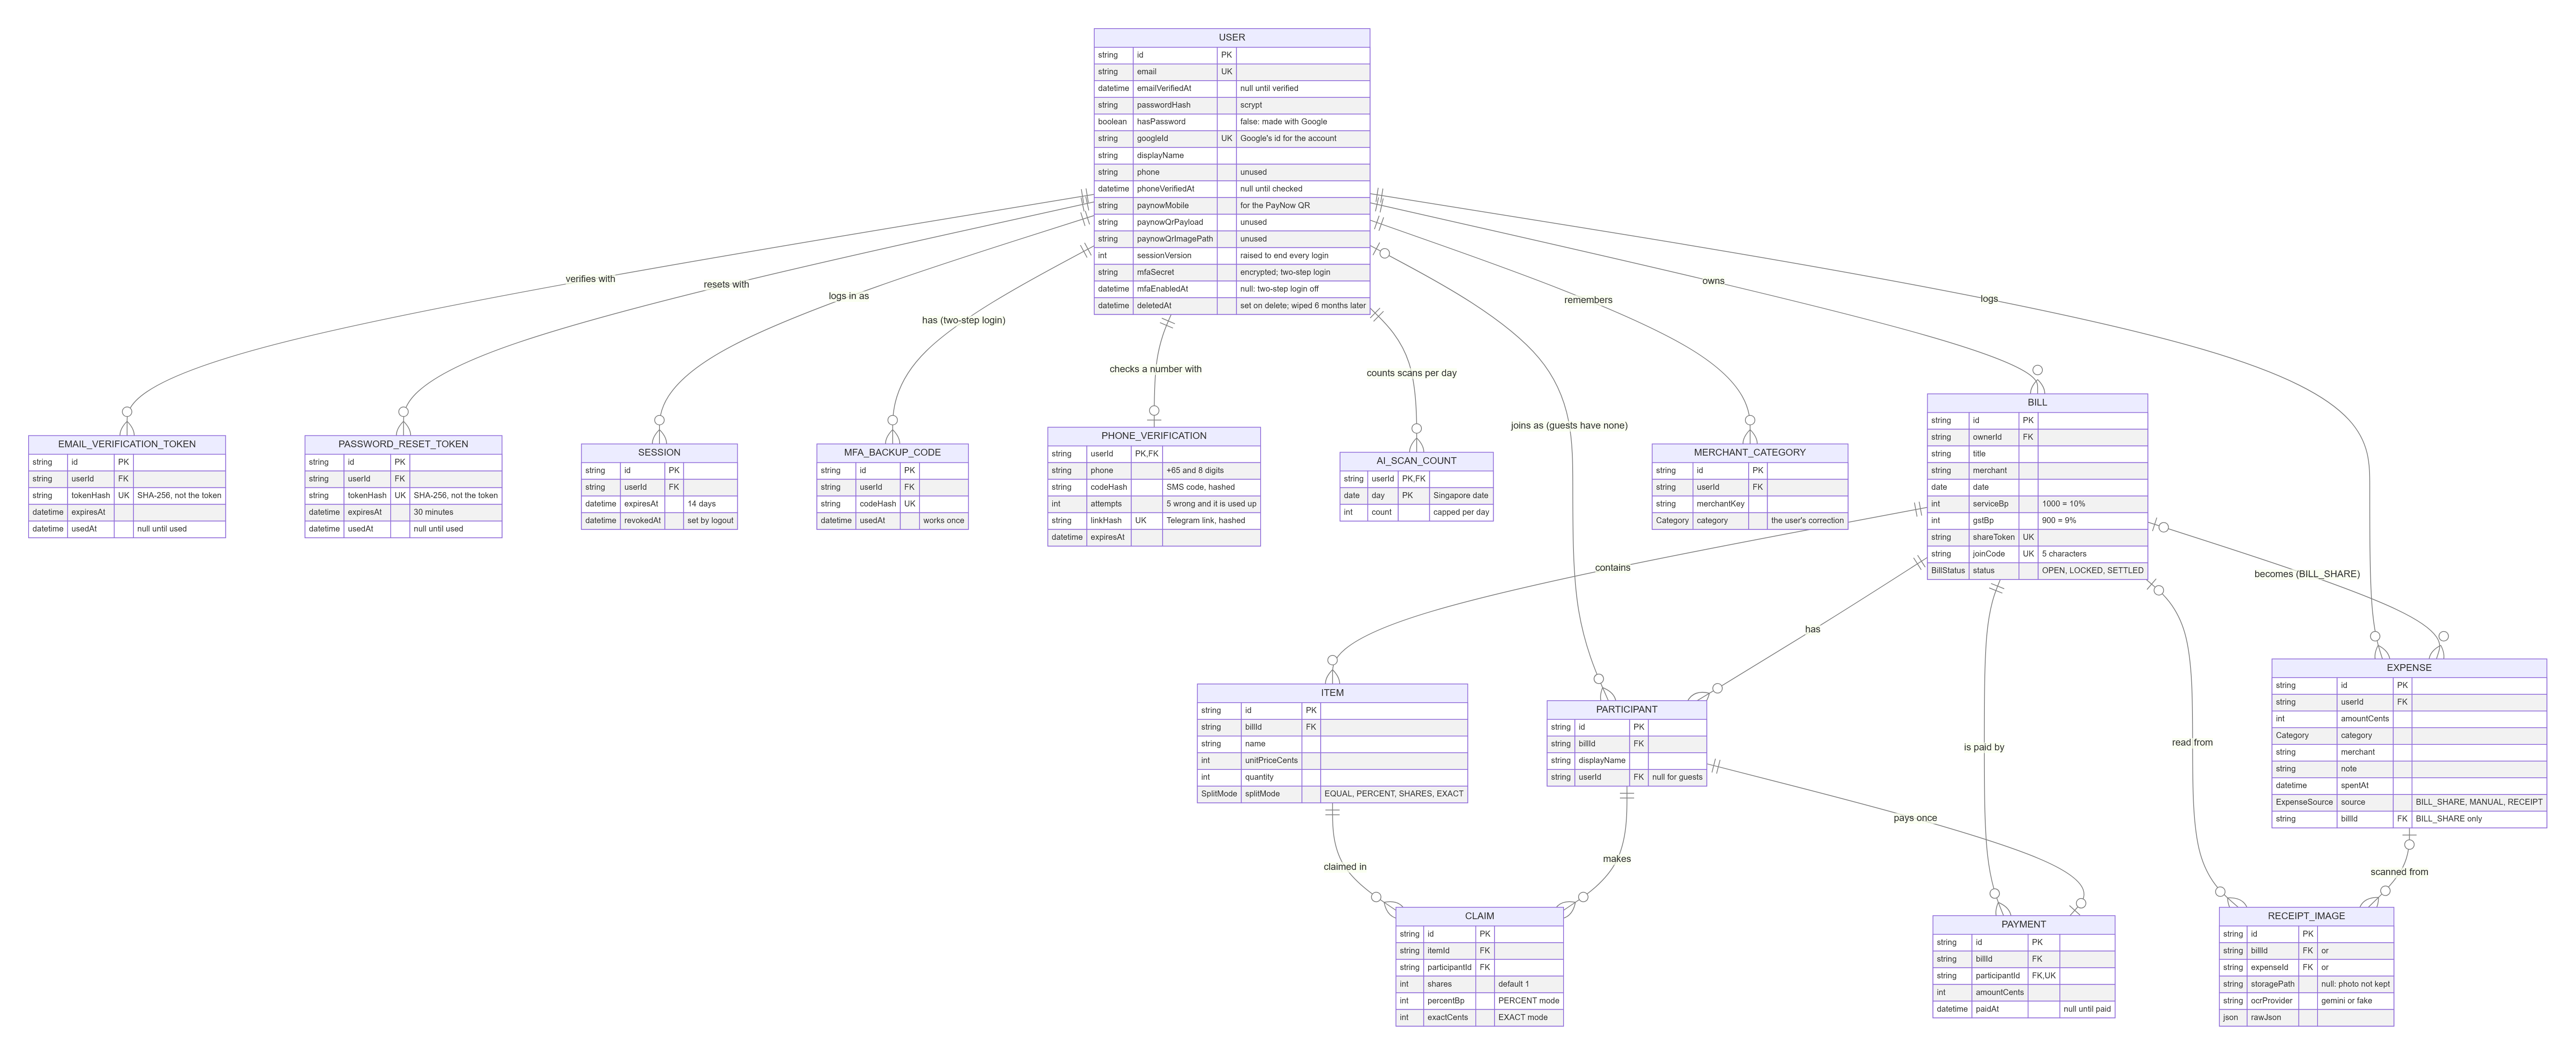 USER
string id PK
string email UK
datetime emailVerifiedAt null until verified
string passwordHash scrypt
boolean hasPassword false: made with Google
string googleId UK Google's id for the account
string displayName
string phone unused
datetime phoneVerifiedAt null until checked
string paynowMobile for the PayNow QR
string paynowQrPayload unused
string paynowQrImagePath unused
int sessionVersion raised to end every login
string mfaSecret encrypted; two-step login
datetime mfaEnabledAt null: two-step login off
datetime deletedAt set on delete; wiped 6 months later
verifies with
resets with
logs in as
has (two-step login)
checks a number with
counts scans per day
joins as (guests have none)
remembers
owns
logs
EMAIL_VERIFICATION_TOKEN
string id PK
string userId FK
string tokenHash UK SHA-256, not the token
datetime expiresAt
datetime usedAt null until used
PASSWORD_RESET_TOKEN
string id PK
string userId FK
string tokenHash UK SHA-256, not the token
datetime expiresAt 30 minutes
datetime usedAt null until used
SESSION
string id PK
string userId FK
datetime expiresAt 14 days
datetime revokedAt set by logout
MFA_BACKUP_CODE
string id PK
string userId FK
string codeHash UK
datetime usedAt works once
PHONE_VERIFICATION
string userId PK,FK
string phone +65 and 8 digits
string codeHash SMS code, hashed
int attempts 5 wrong and it is used up
string linkHash UK Telegram link, hashed
datetime expiresAt
AI_SCAN_COUNT
string userId PK,FK
date day PK Singapore date
int count capped per day
MERCHANT_CATEGORY
string id PK
string userId FK
string merchantKey
Category category the user's correction
BILL
string id PK
string ownerId FK
string title
string merchant
date date
int serviceBp 1000 = 10%
int gstBp 900 = 9%
string shareToken UK
string joinCode UK 5 characters
BillStatus status OPEN, LOCKED, SETTLED
contains
has
is paid by
read from
becomes (BILL_SHARE)
ITEM
string id PK
string billId FK
string name
int unitPriceCents
int quantity
SplitMode splitMode EQUAL, PERCENT, SHARES, EXACT
PARTICIPANT
string id PK
string billId FK
string displayName
string userId FK null for guests
EXPENSE
string id PK
string userId FK
int amountCents
Category category
string merchant
string note
datetime spentAt
ExpenseSource source BILL_SHARE, MANUAL, RECEIPT
string billId FK BILL_SHARE only
claimed in
makes
pays once
scanned from
CLAIM
string id PK
string itemId FK
string participantId FK
int shares default 1
int percentBp PERCENT mode
int exactCents EXACT mode
PAYMENT
string id PK
string billId FK
string participantId FK,UK
int amountCents
datetime paidAt null until paid
RECEIPT_IMAGE
string id PK
string billId FK or
string expenseId FK or
string storagePath null: photo not kept
string ocrProvider gemini or fake
json rawJson